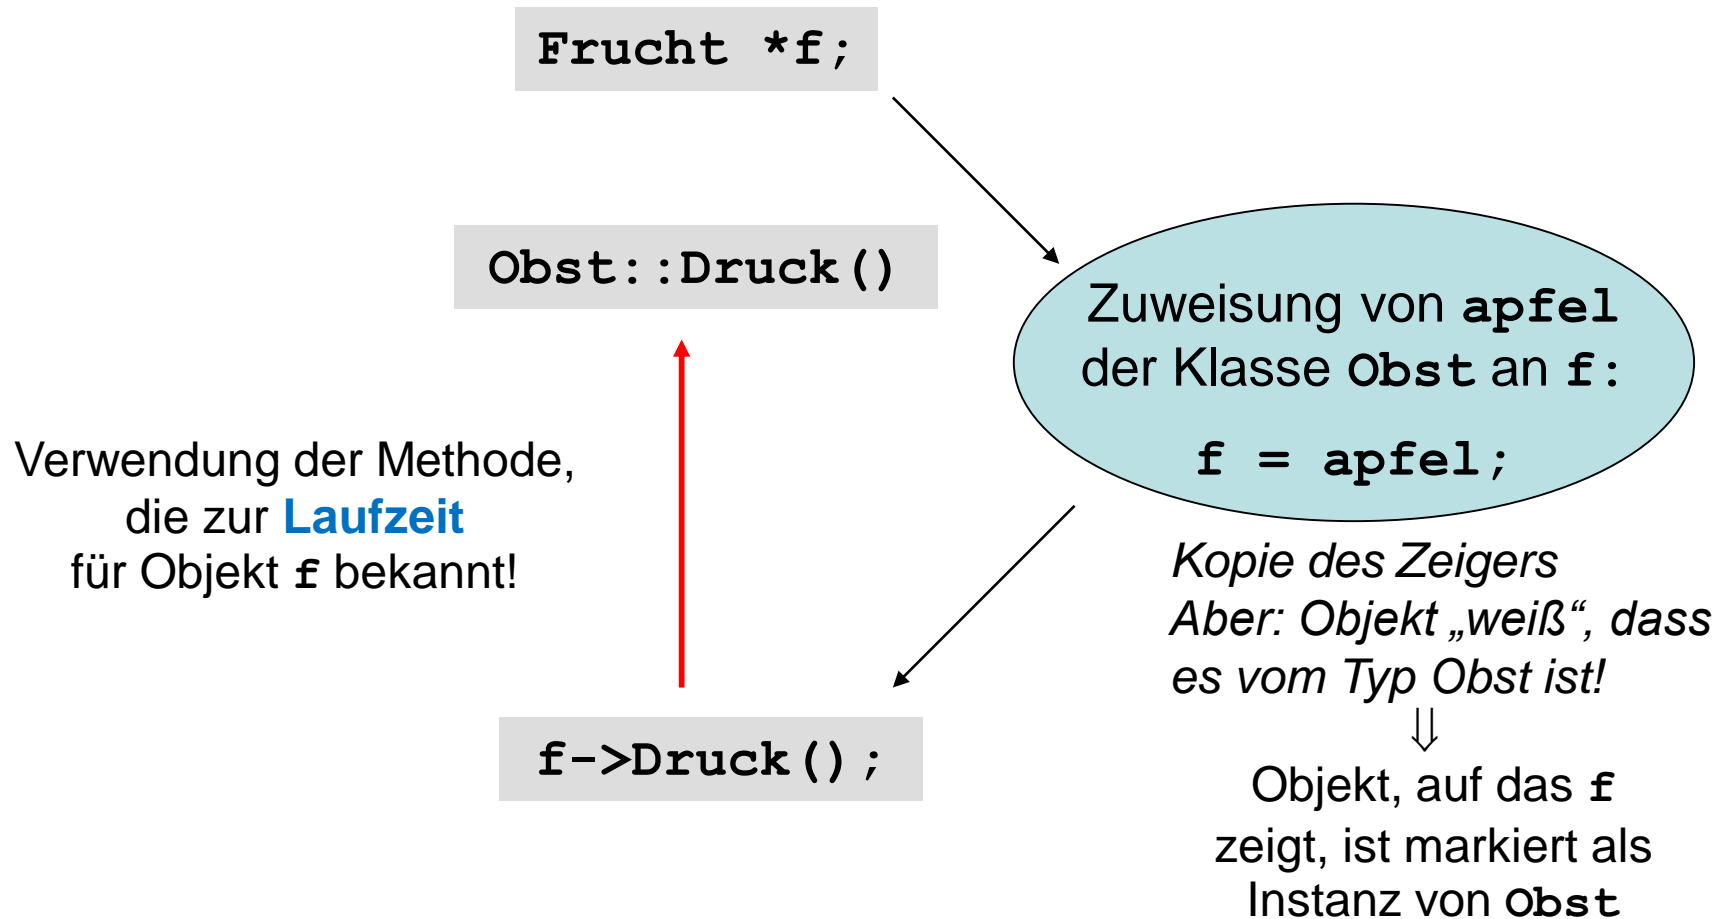 Frucht *f;
Obst::Druck()
Zuweisung von apfel
der Klasse Obst an f:
f = apfel;
Verwendung der Methode,
die zur Laufzeit
für Objekt f bekannt!
Kopie des Zeigers
Aber: Objekt „weiß“, dass
es vom Typ Obst ist!
⇓
f->Druck();
Objekt, auf das f
zeigt, ist markiert als
Instanz von Obst